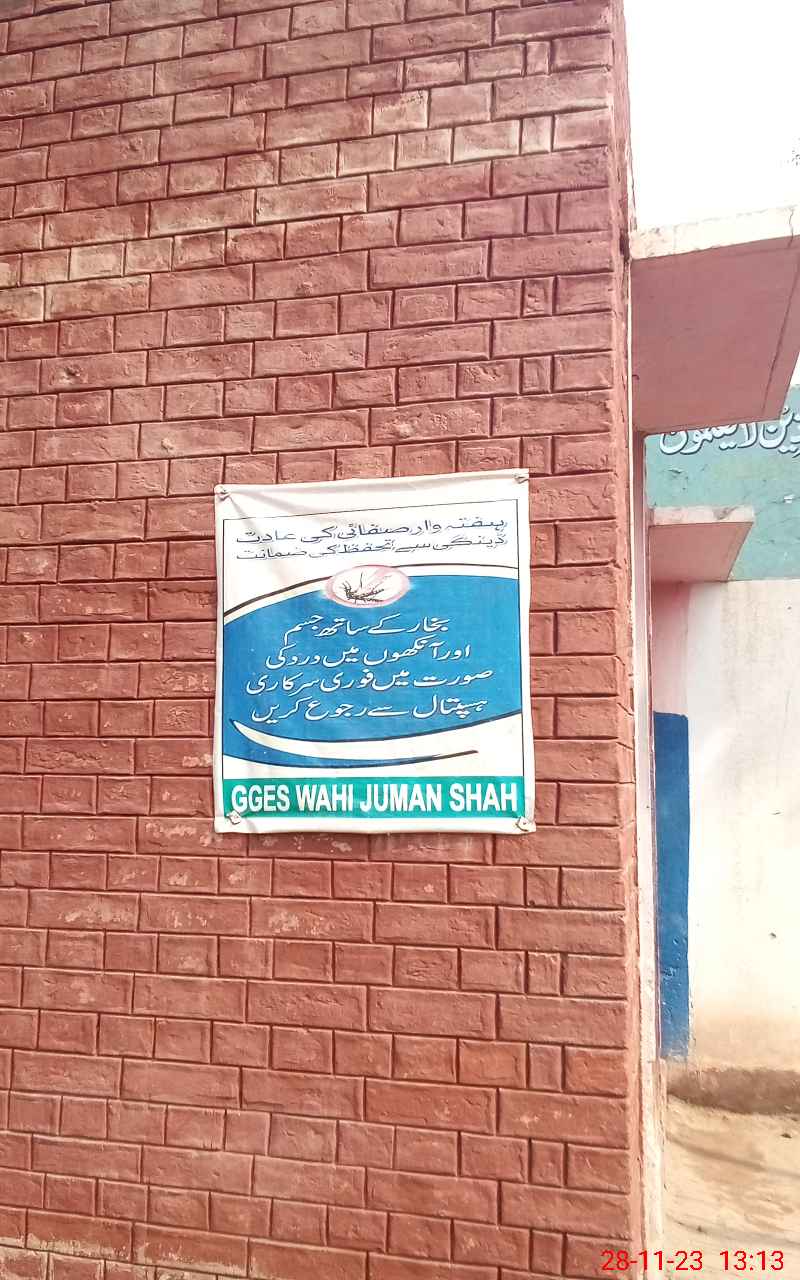 ہفتہ وار صفائی کی عادت
ڈینگی سے تحفظ کی ضمانت
بخار کے ساتھ جسم
اور آنکھوں میں درد کی
صورت میں فوری سرکاری
ہسپتال سے رجوع کریں
GGES WAHI JUMAN SHAH
28-11-23 13:13